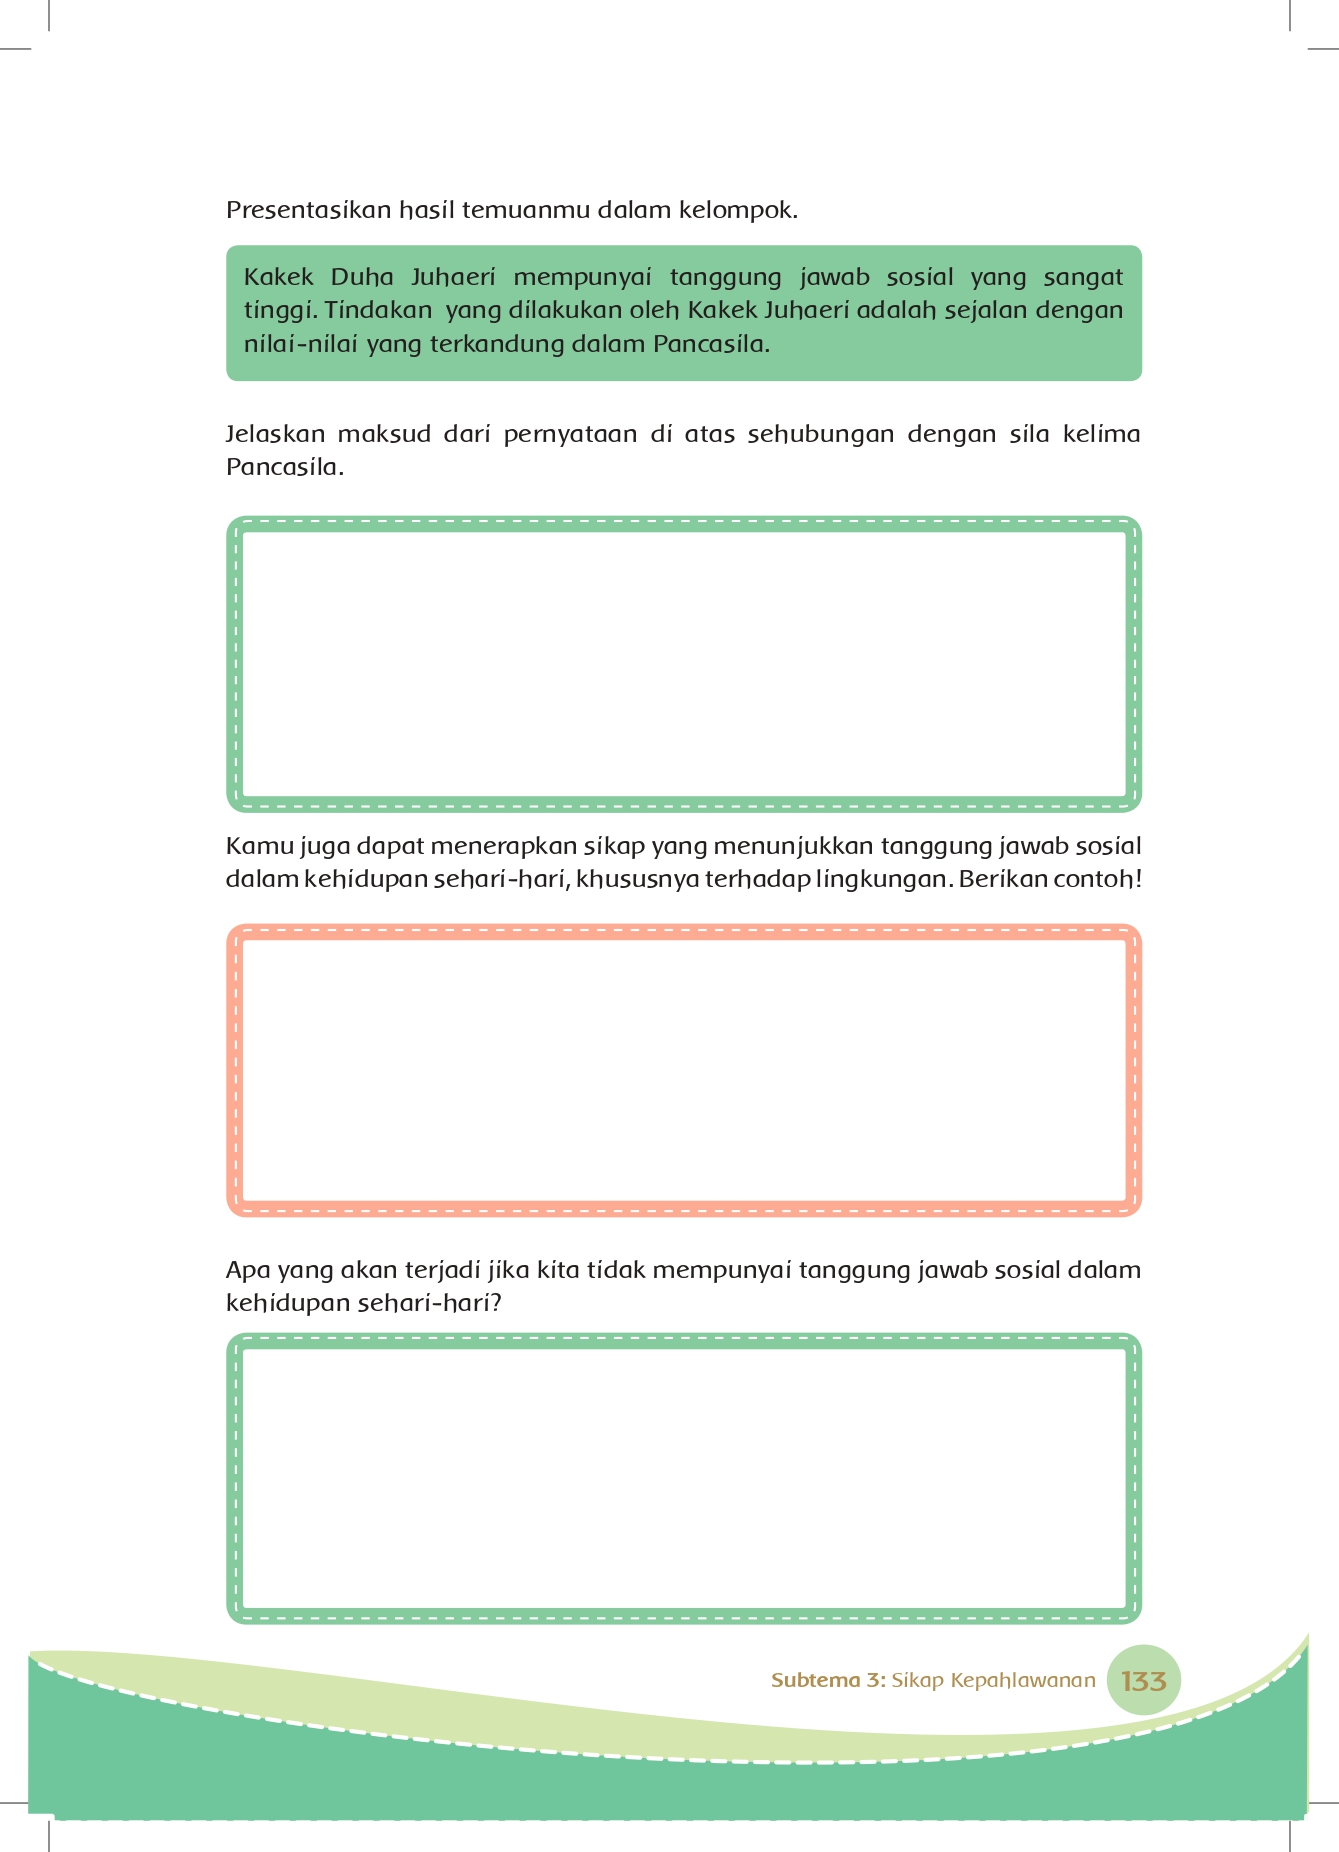 Presentasikan hasil temuanmu dalam kelompok.
Kakek Duha Juhaeri mempunyai tanggung jawab sosial yang sangat
tinggi. Tindakan yang dilakukan oleh Kakek Juhaeri adalah sejalan dengan
nilai-nilai yang terkandung dalam Pancasila.
Jelaskan maksud dari pernyataan di atas sehubungan dengan sila kelima
Pancasila.
Kamu juga dapat menerapkan sikap yang menunjukkan tanggung jawab sosial
dalam kehidupan sehari-hari, khususnya terhadap lingkungan. Berikan contoh!
Apa yang akan terjadi jika kita tidak mempunyai tanggung jawab sosial dalam
kehidupan sehari-hari?
Subtema 3: Sikap Kepahlawanan 133